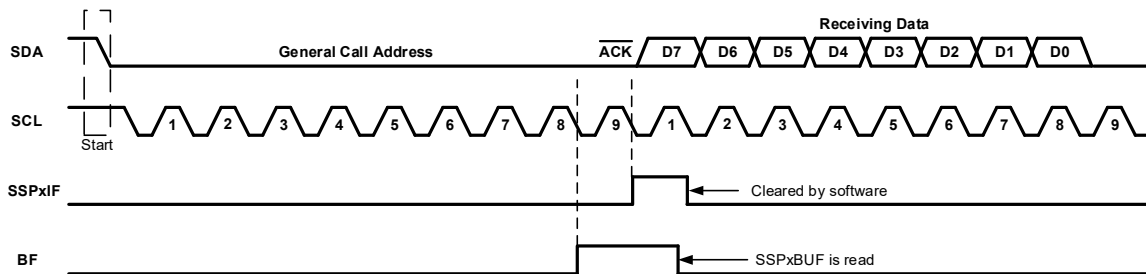 Receiving Data
SDA General Call Address ACK D7 D6 D5 D4 D3 D2 D1 D0
SCL 1 2 3 4 5 6 7 8 9 1 2 3 4 5 6 7 8 9
Start
SSPxIF Cleared by software
BF SSPxBUF is read